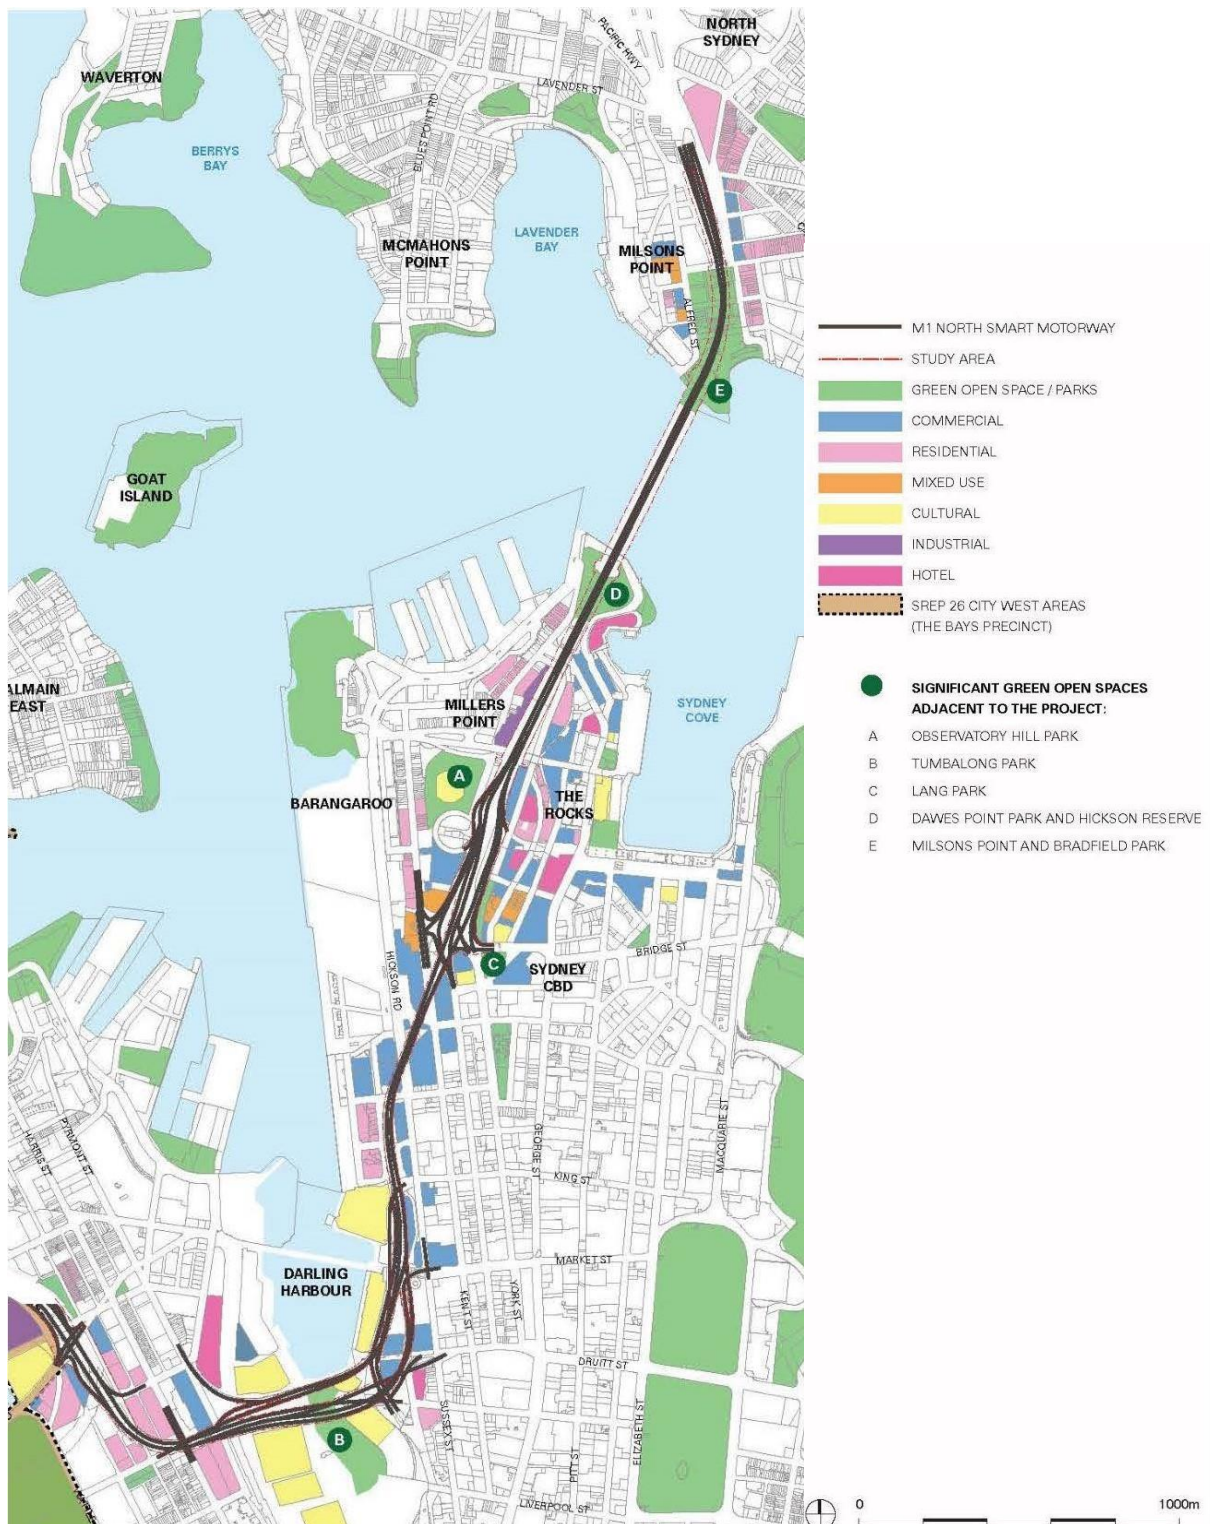 NORTH
SYDNEY
PACIFIC HWY
WAVERTON
LAVENDER ST
BLUES POINT RD
BERRYS
BAY
LAVENDER
BAY
MCMAHONS
POINT
MILSONS
POINT
ALFRED ST
E
GOAT
ISLAND
D
ALMAIN
EAST
MILLERS
POINT
SYDNEY
COVE
A
BARANGAROO
THE
ROCKS
HICKSON RD
C
SYDNEY
CBD
BRIDGE ST
HARRIS ST
PYRMONT ST
GEORGE ST
MACQUARIE ST
KING ST
MARKET ST
DARLING
HARBOUR
KENT ST
YORK ST
DRUITT ST
SUSSEX ST
ELIZABETH ST
PITT ST
B
LIVERPOOL ST
M1 NORTH SMART MOTORWAY
STUDY AREA
GREEN OPEN SPACE / PARKS
COMMERCIAL
RESIDENTIAL
MIXED USE
CULTURAL
INDUSTRIAL
HOTEL
SREP 26 CITY WEST AREAS
(THE BAYS PRECINCT)
SIGNIFICANT GREEN OPEN SPACES
ADJACENT TO THE PROJECT:
A OBSERVATORY HILL PARK
B TUMBALONG PARK
C LANG PARK
D DAWES POINT PARK AND HICKSON RESERVE
E MILSONS POINT AND BRADFIELD PARK
0 1000m